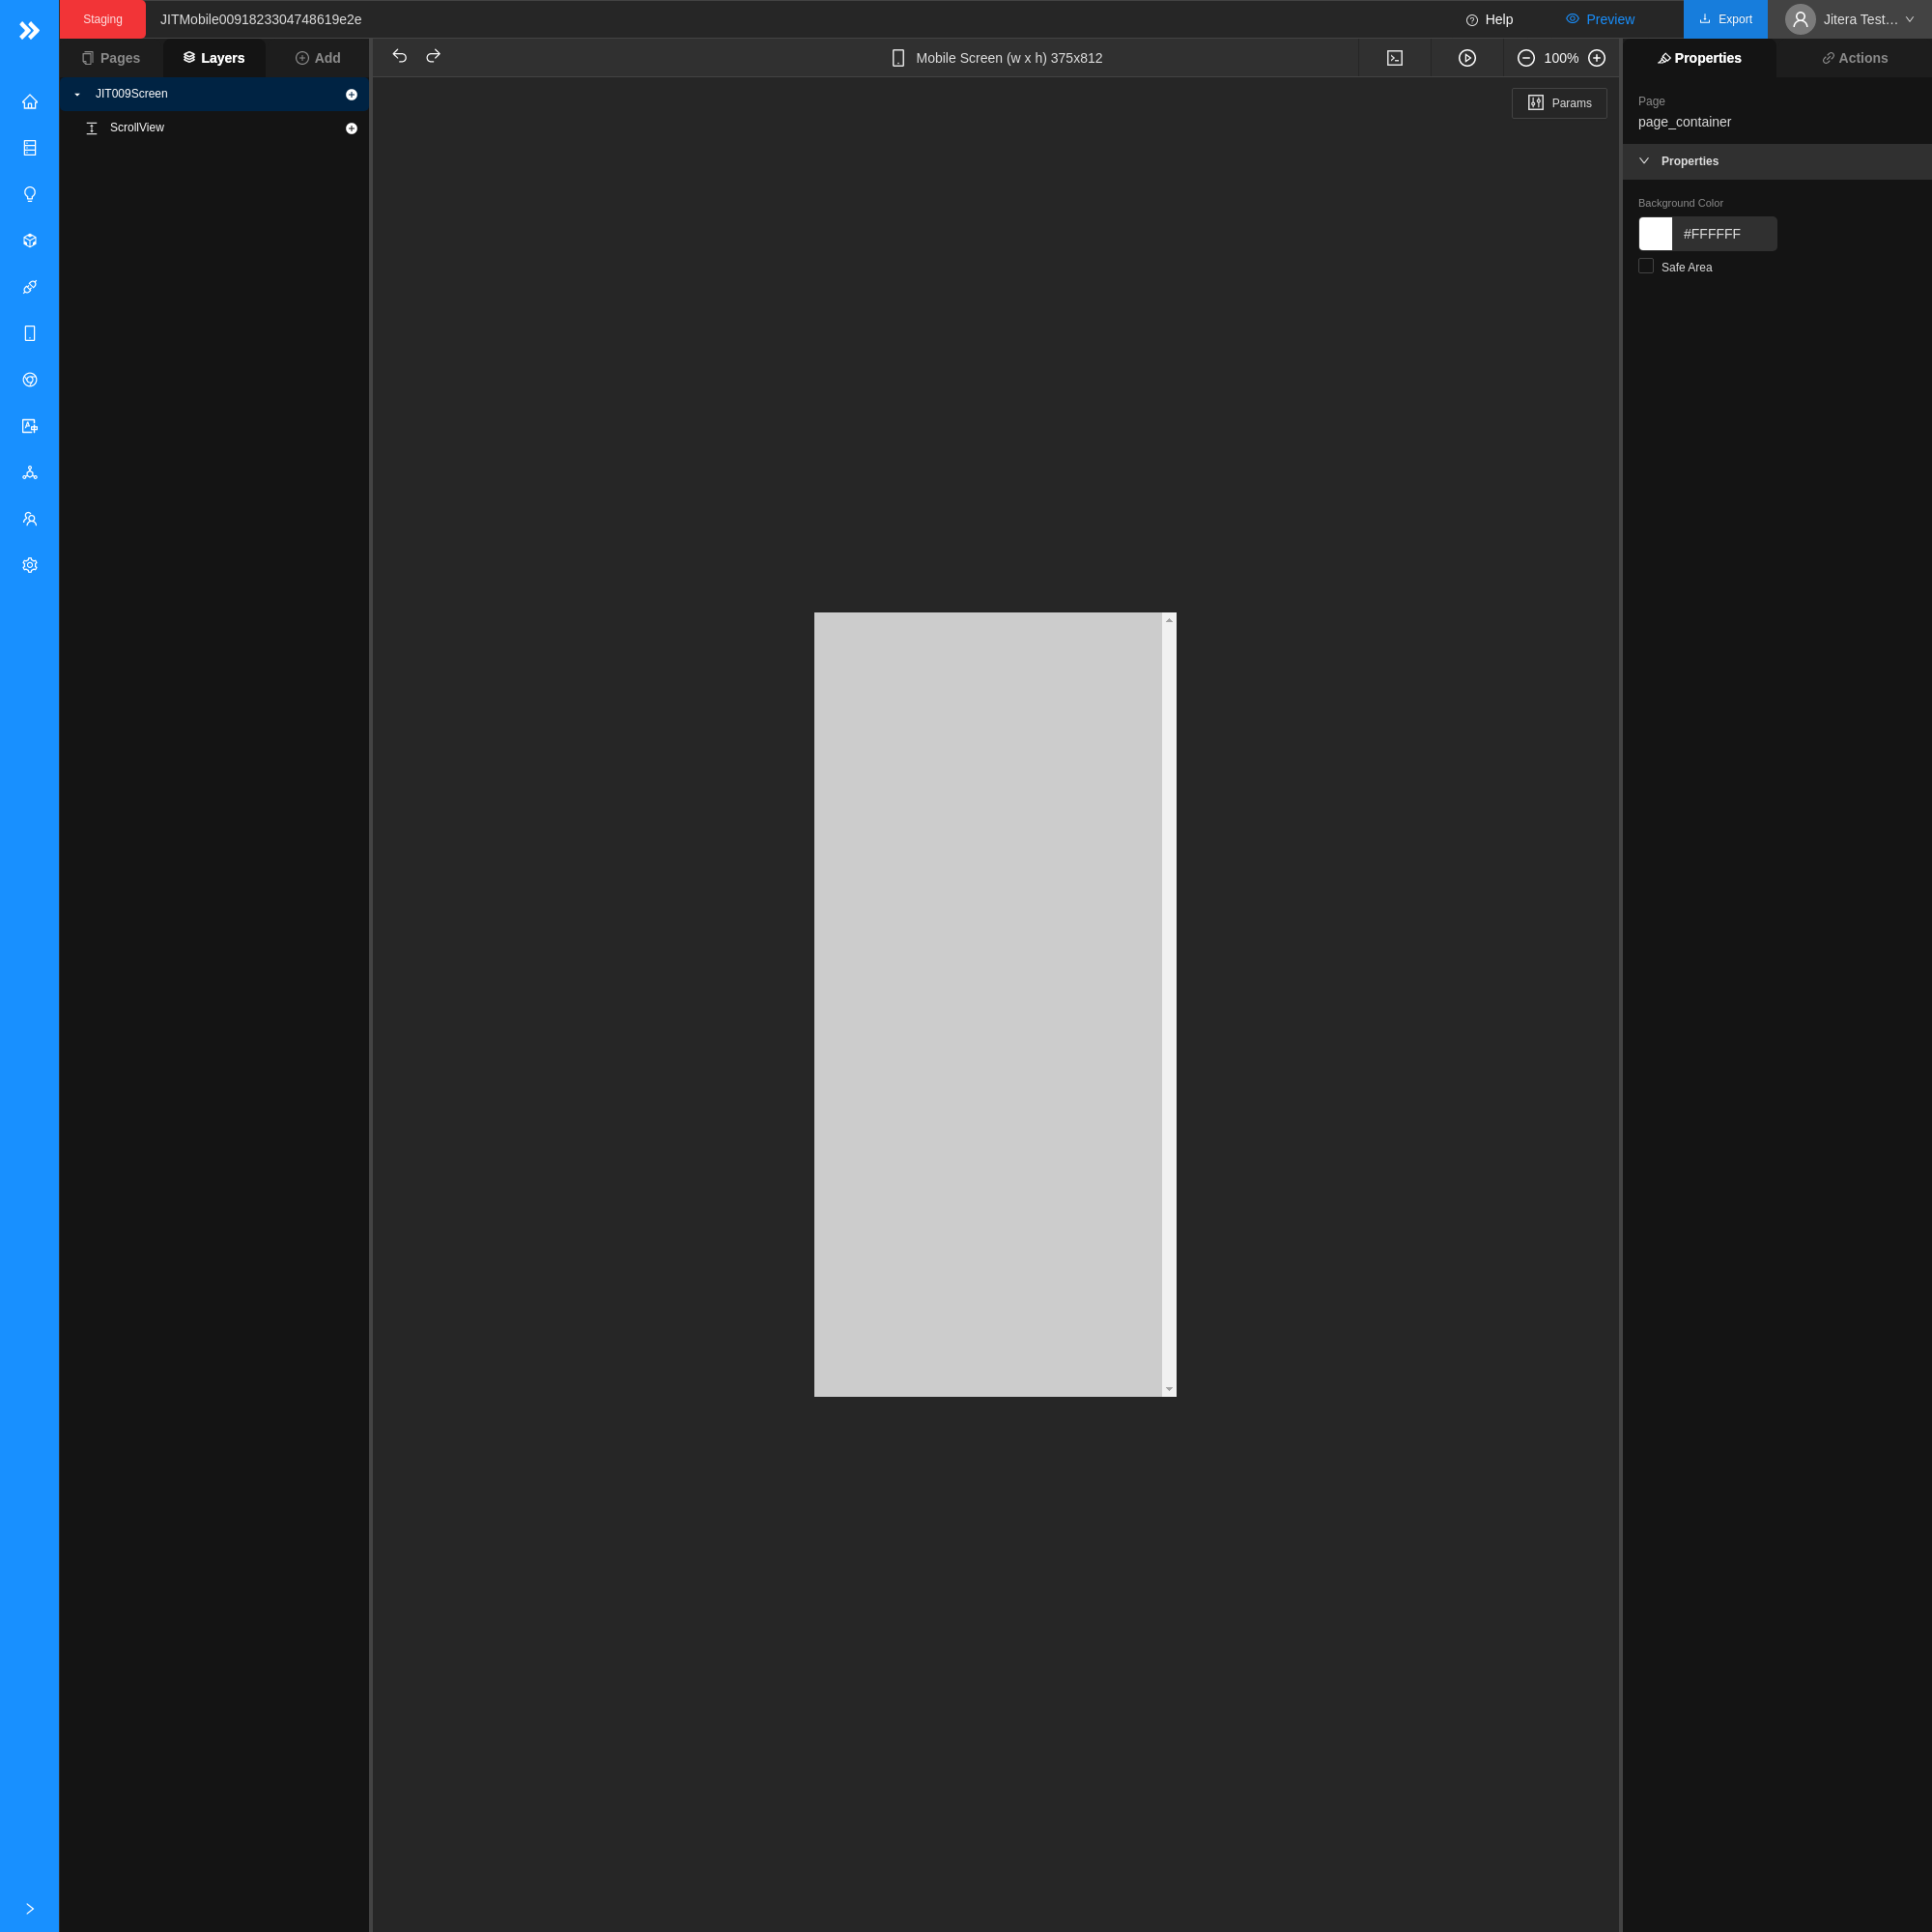 Staging JITMobile0091823304748619e2e Help Preview Export Jitera Test…
Pages Layers Add Mobile Screen (w x h) 375x812 100% Properties Actions
JIT009Screen
ScrollView
Params
Page
page_container
Properties
Background Color
#FFFFFF
Safe Area